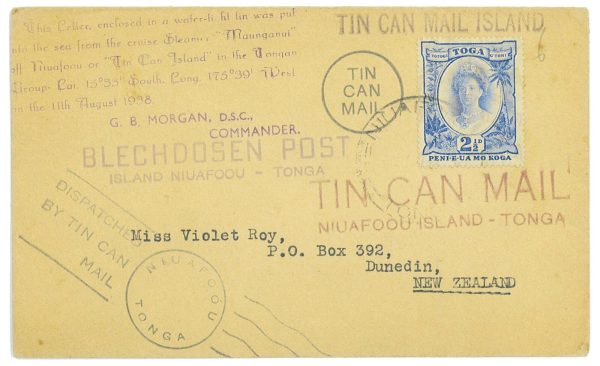 This Letter, enclosed in a water-tight tin was put
into the sea from the cruise Steamer "Maunganui"
off Niuafoou or "Tin Can Island" in the Tongan
Group: Lat. 15°33' South, Long. 175°39' West
on the 11th August 1938.
G. B. MORGAN, D.S.C.,
COMMANDER.
TIN CAN MAIL ISLAND
TIN
CAN
MAIL
TOGA
2½D
PENI·E·UA MO KOGA
BLECHDOSEN POST
ISLAND NIUAFOOU - TONGA
TIN CAN MAIL
NIUAFOOU ISLAND - TONGA
DISPATCHED
BY TIN CAN
MAIL
NIUAFOOU
TONGA
Miss Violet Roy,
P.O. Box 392,
Dunedin,
NEW ZEALAND